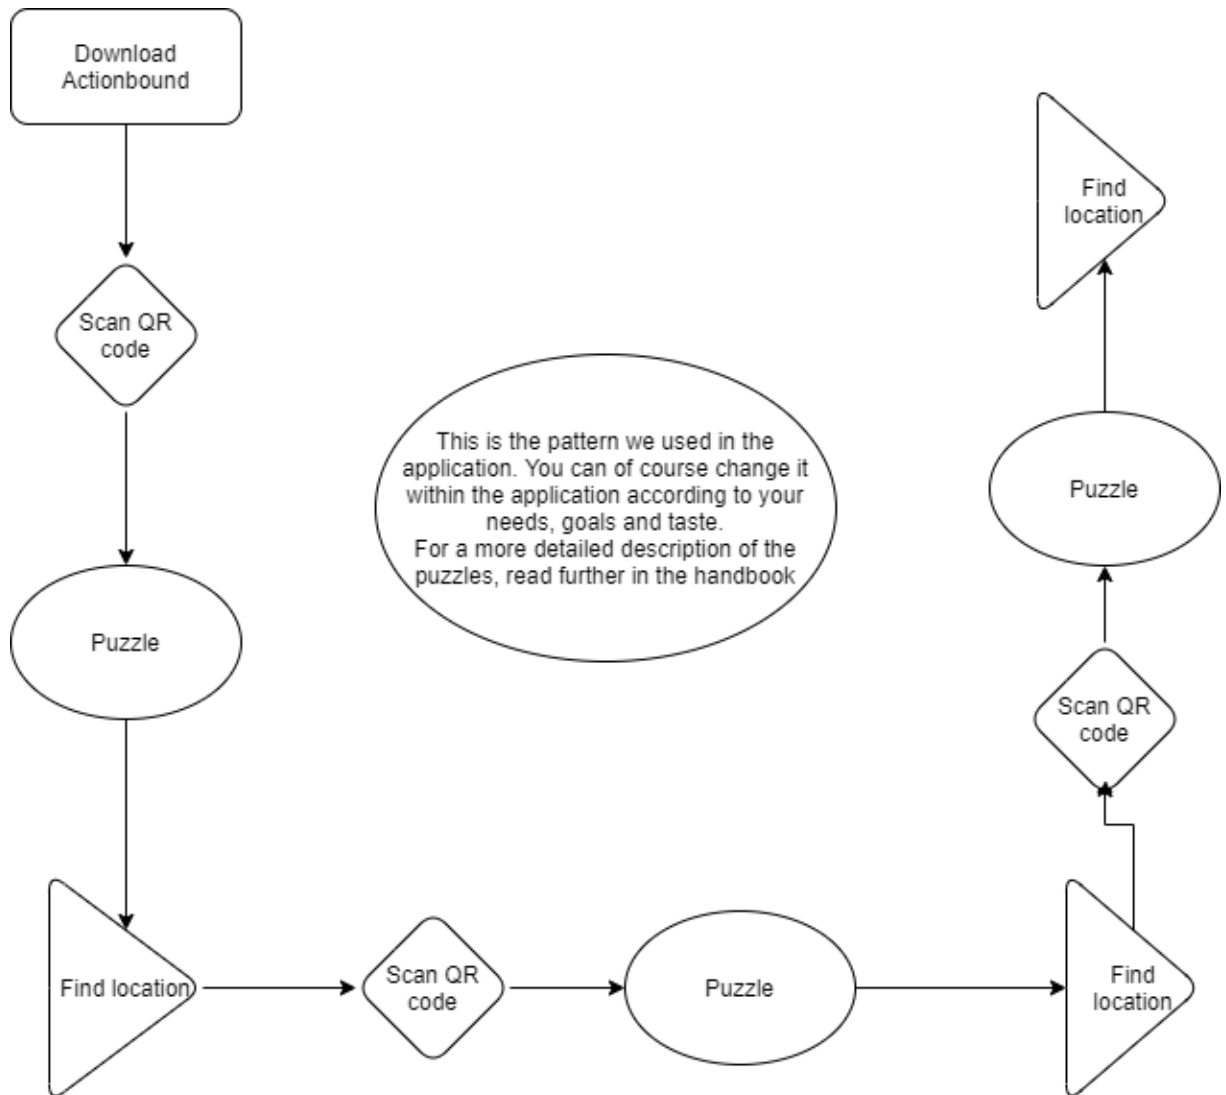 Download
Actionbound
Scan QR
code
Puzzle
Find location
Scan QR
code
Puzzle
Find
location
Scan QR
code
Puzzle
Find
location
This is the pattern we used in the
application. You can of course change it
within the application according to your
needs, goals and taste.
For a more detailed description of the
puzzles, read further in the handbook